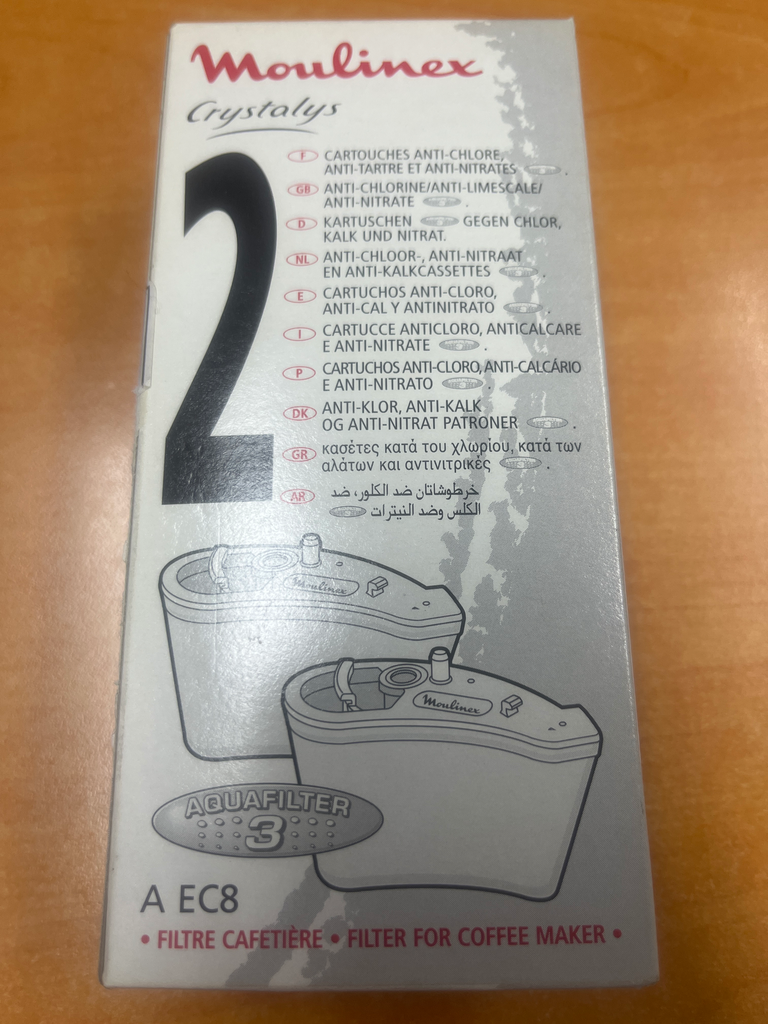 Moulinex
Crystalys
2
F CARTOUCHES ANTI-CHLORE,
ANTI-TARTRE ET ANTI-NITRATES .
GB ANTI-CHLORINE/ANTI-LIMESCALE/
ANTI-NITRATE .
D KARTUSCHEN GEGEN CHLOR,
KALK UND NITRAT.
NL ANTI-CHLOOR-, ANTI-NITRAAT
EN ANTI-KALKCASSETTES .
E CARTUCHOS ANTI-CLORO,
ANTI-CAL Y ANTINITRATO .
I CARTUCCE ANTICLORO, ANTICALCARE
E ANTI-NITRATE .
P CARTUCHOS ANTI-CLORO, ANTI-CALCÁRIO
E ANTI-NITRATO .
DK ANTI-KLOR, ANTI-KALK
OG ANTI-NITRAT PATRONER .
GR κασέτες κατά του χλωρίου, κατά των
αλάτων και αντινιτρικές .
AR خرطوشاتان ضد الكلور، ضد
الكلس وضد النيترات
Moulinex
Moulinex
AQUAFILTER
3
A EC8
• FILTRE CAFETIÈRE • FILTER FOR COFFEE MAKER •